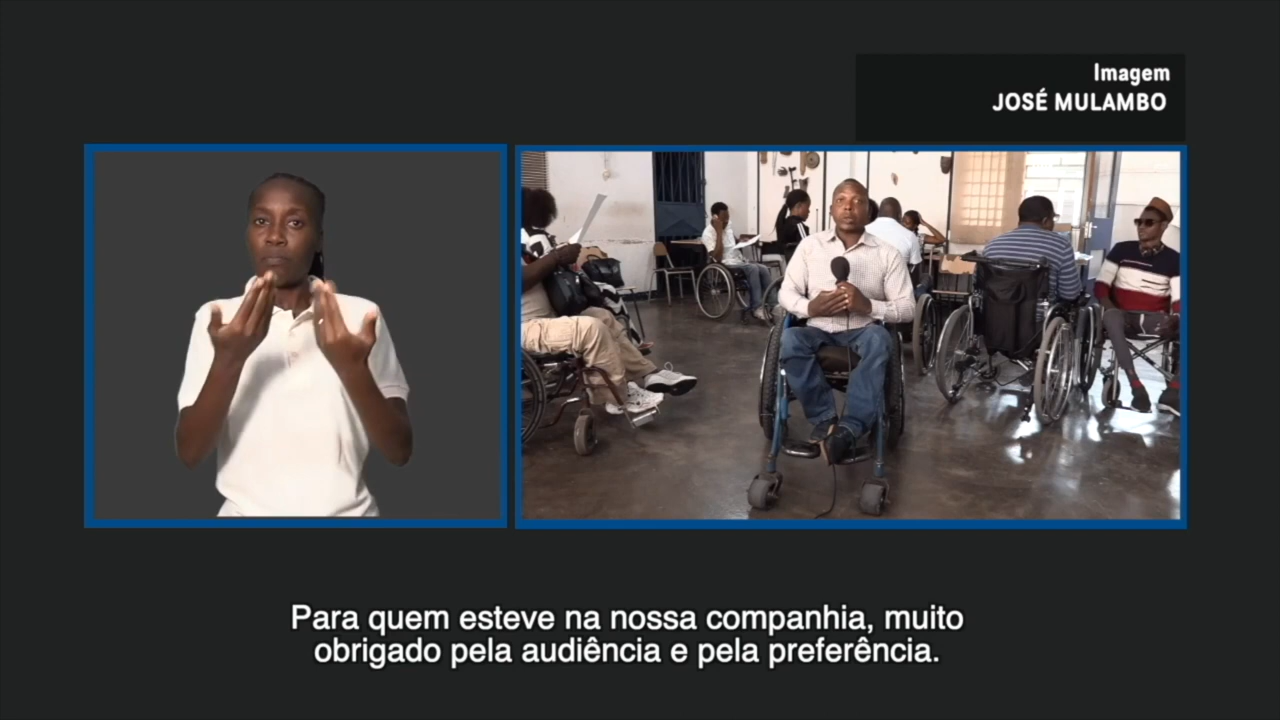 Imagem
JOSÉ MULAMBO
Para quem esteve na nossa companhia, muito
obrigado pela audiência e pela preferência.